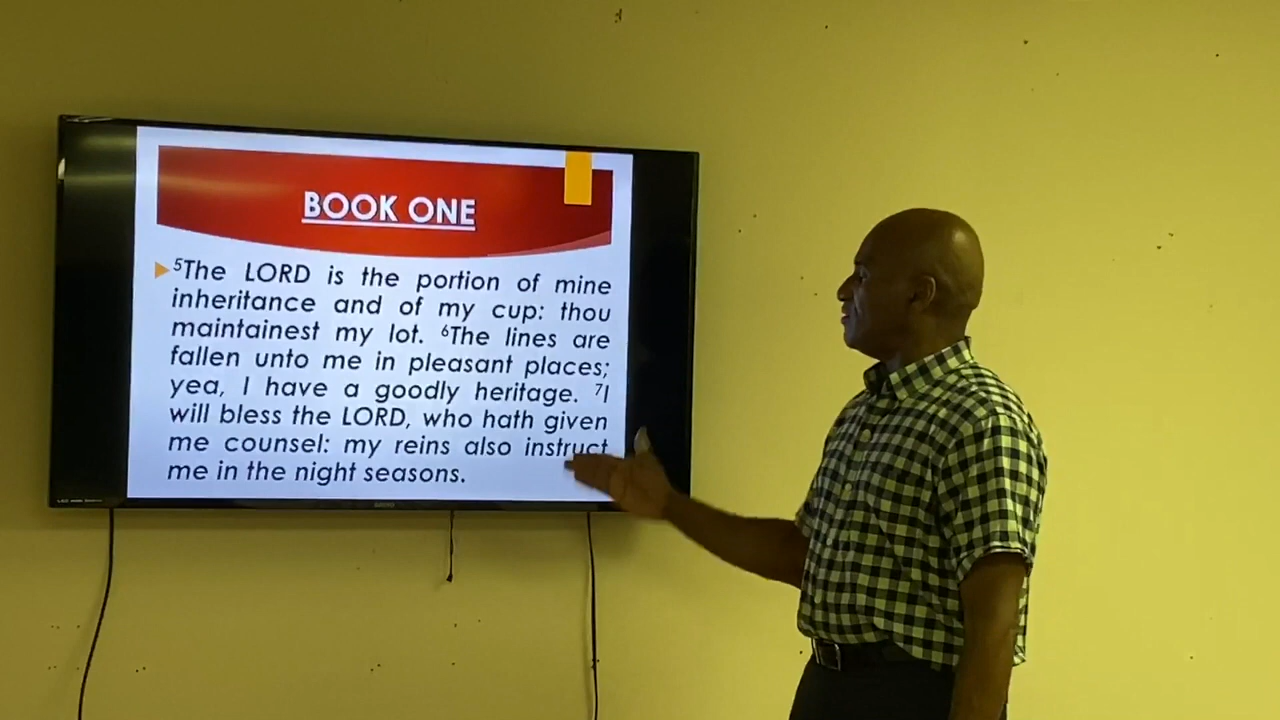 BOOK ONE
⁵The LORD is the portion of mine
inheritance and of my cup: thou
maintainest my lot. ⁶The lines are
fallen unto me in pleasant places;
yea, I have a goodly heritage. ⁷I
will bless the LORD, who hath given
me counsel: my reins also instruct
me in the night seasons.